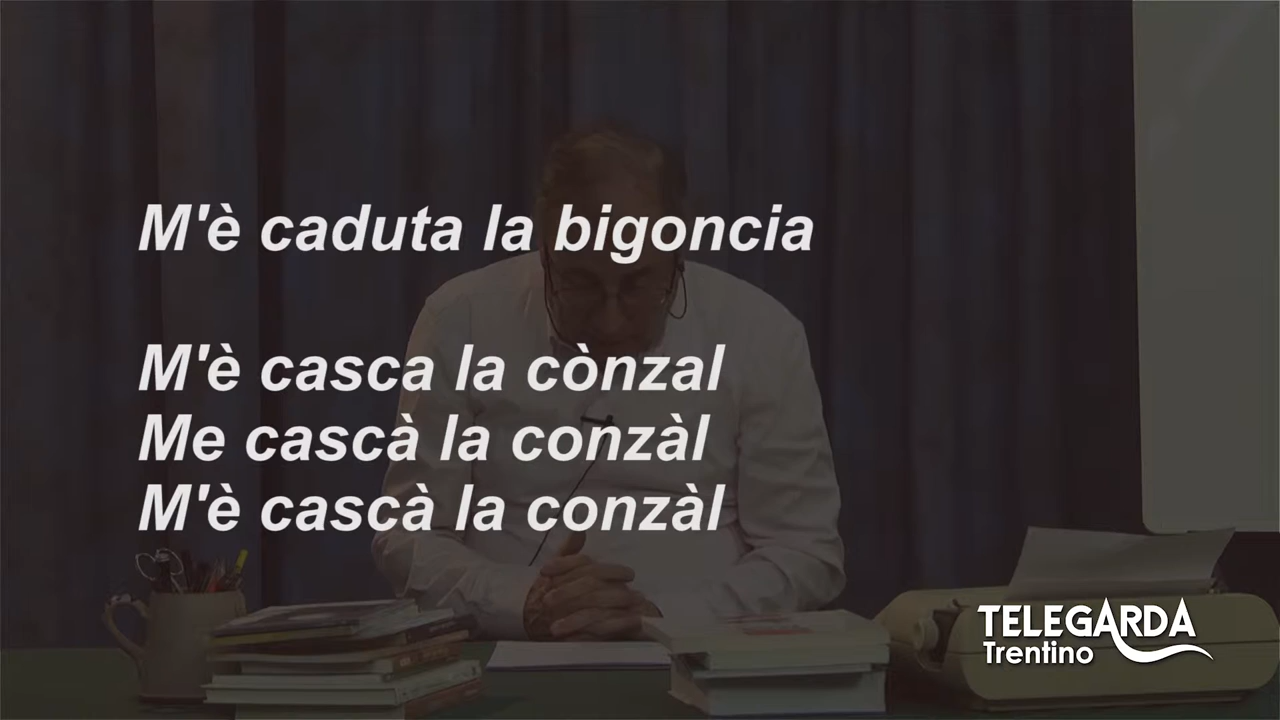 M'è caduta la bigoncia
M'è casca la cònzal
Me cascà la conzàl
M'è cascà la conzàl
TELEGARDA
Trentino